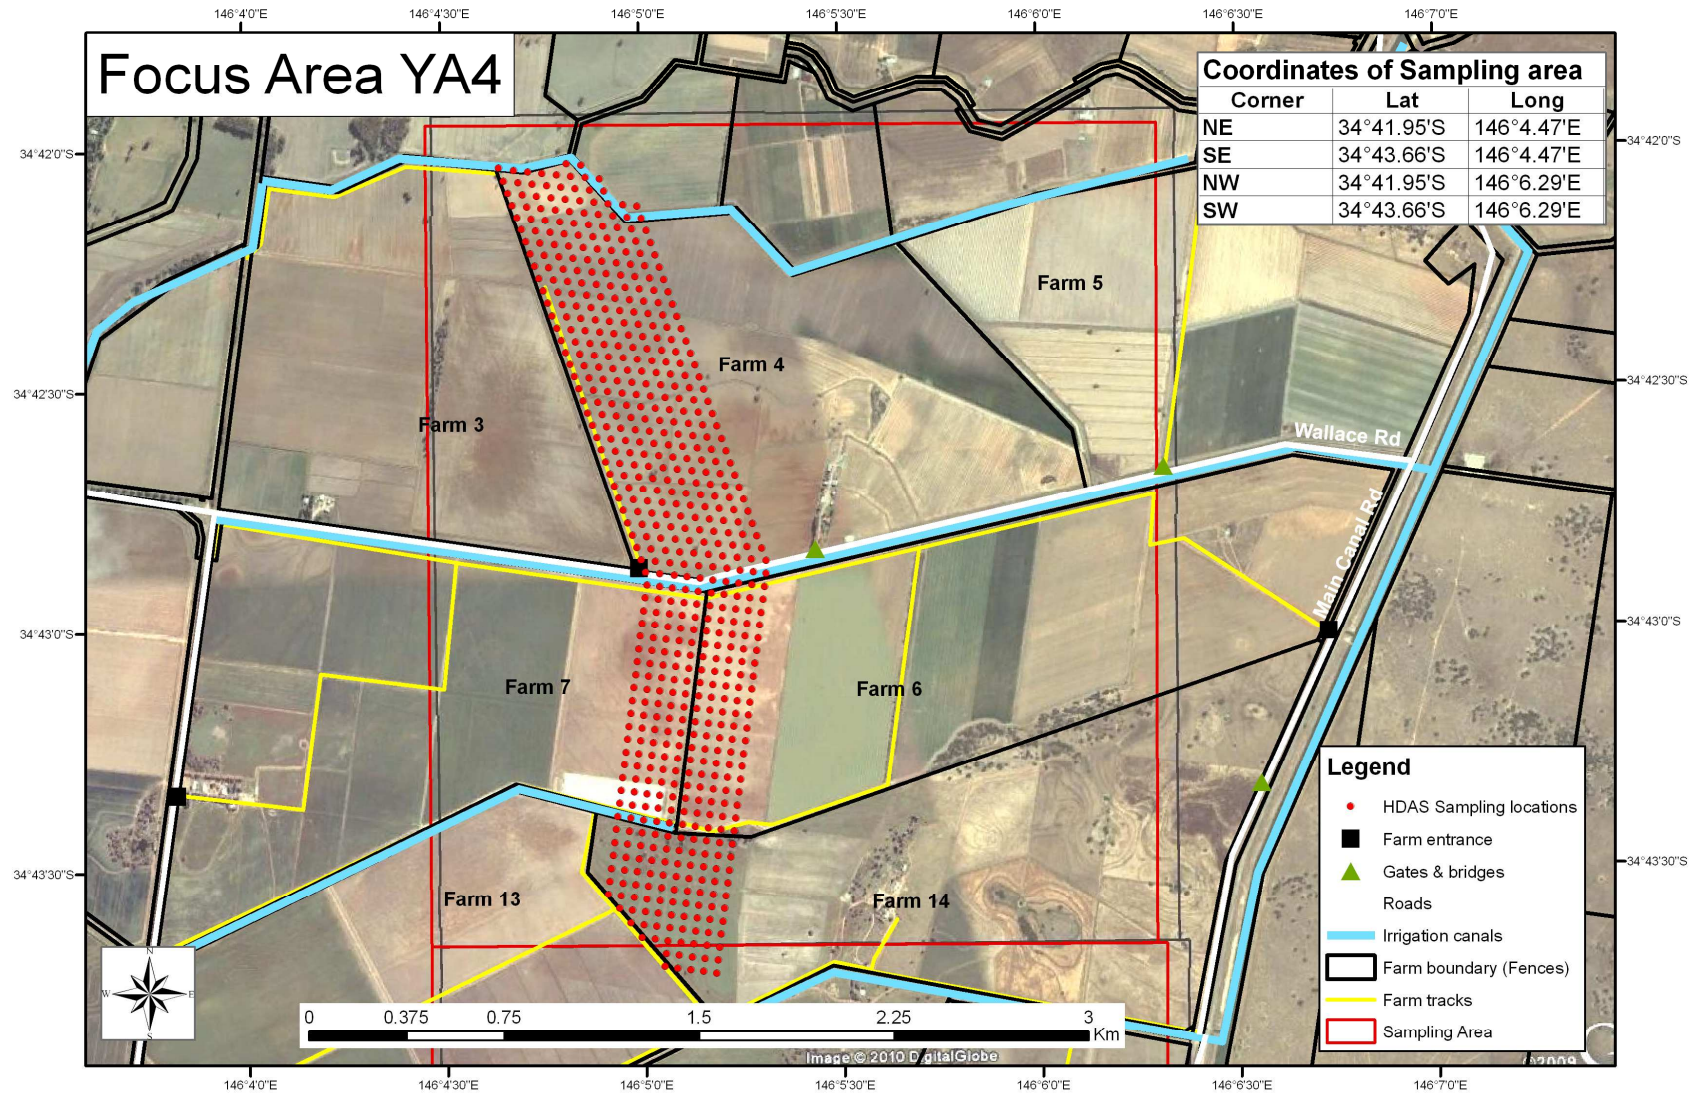 146°4'0"E 146°4'30"E 146°5'0"E 146°5'30"E 146°6'0"E 146°6'30"E 146°7'0"E
Focus Area YA4
Coordinates of Sampling area
Corner Lat Long
NE 34°41.95'S 146°4.47'E
SE 34°43.66'S 146°4.47'E
NW 34°41.95'S 146°6.29'E
SW 34°43.66'S 146°6.29'E
34°42'0"S 34°42'0"S
Farm 5
Farm 4
34°42'30"S 34°42'30"S
Farm 3
Wallace Rd
Main Canal Rd
34°43'0"S 34°43'0"S
Farm 7
Farm 6
34°43'30"S 34°43'30"S
Farm 13
Farm 14
Legend
HDAS Sampling locations
Farm entrance
Gates & bridges
Roads
Irrigation canals
Farm boundary (Fences)
Farm tracks
Sampling Area
N
W E
S
0 0.375 0.75 1.5 2.25 3
Km
Image © 2010 DigitalGlobe
©2009
146°4'0"E 146°4'30"E 146°5'0"E 146°5'30"E 146°6'0"E 146°6'30"E 146°7'0"E